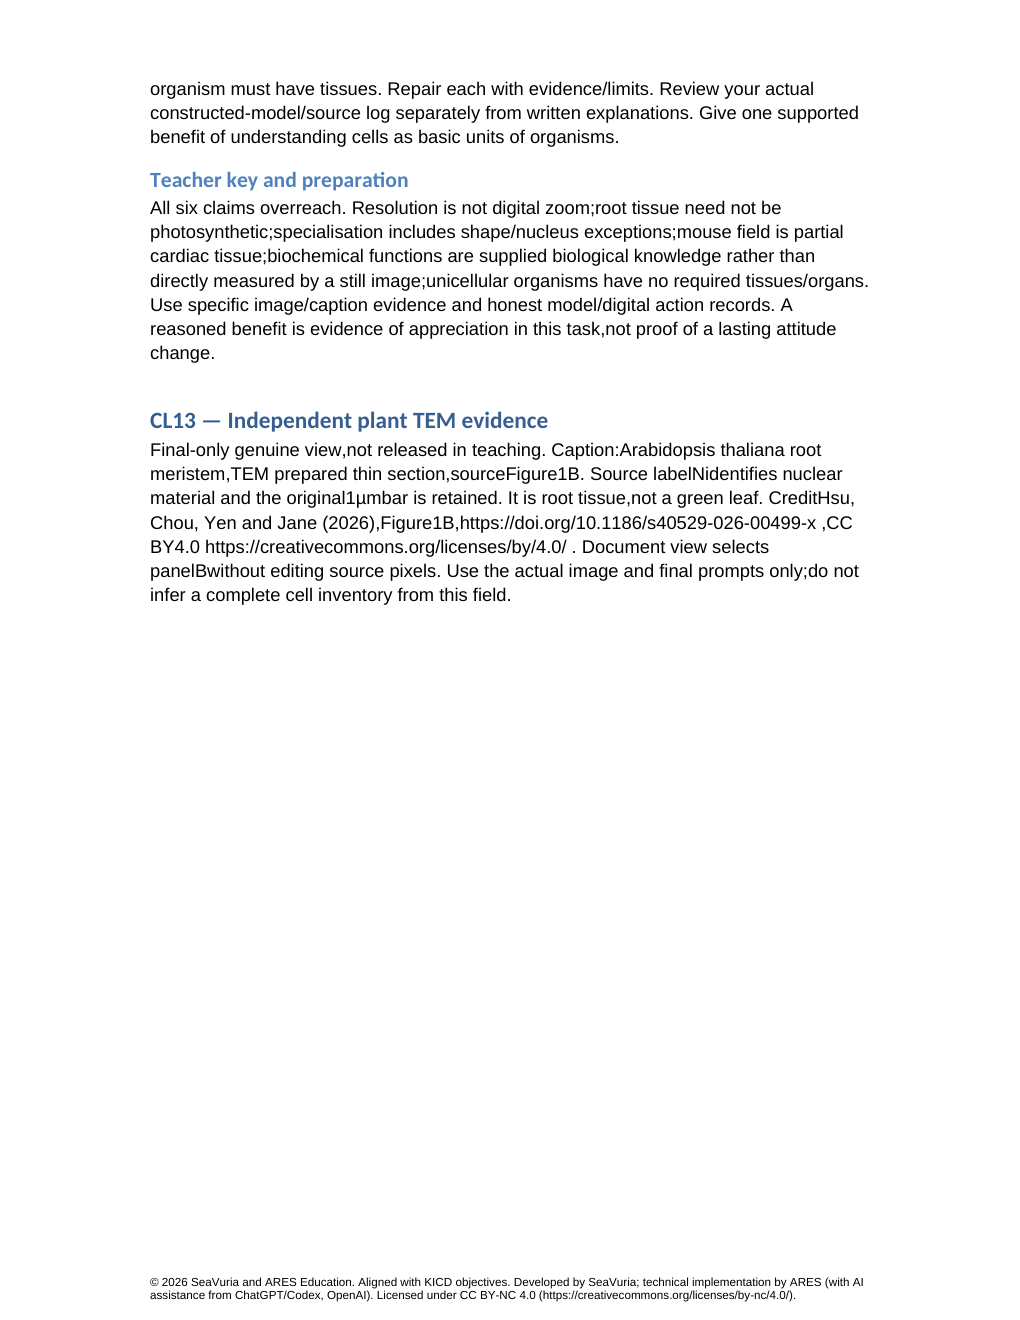 organism must have tissues. Repair each with evidence/limits. Review your actual
constructed-model/source log separately from written explanations. Give one supported
benefit of understanding cells as basic units of organisms.
Teacher key and preparation
All six claims overreach. Resolution is not digital zoom;root tissue need not be
photosynthetic;specialisation includes shape/nucleus exceptions;mouse field is partial
cardiac tissue;biochemical functions are supplied biological knowledge rather than
directly measured by a still image;unicellular organisms have no required tissues/organs.
Use specific image/caption evidence and honest model/digital action records. A
reasoned benefit is evidence of appreciation in this task,not proof of a lasting attitude
change.
CL13 — Independent plant TEM evidence
Final-only genuine view,not released in teaching. Caption:Arabidopsis thaliana root
meristem,TEM prepared thin section,sourceFigure1B. Source labelNidentifies nuclear
material and the original1µmbar is retained. It is root tissue,not a green leaf. CreditHsu,
Chou, Yen and Jane (2026),Figure1B,https://doi.org/10.1186/s40529-026-00499-x ,CC
BY4.0 https://creativecommons.org/licenses/by/4.0/ . Document view selects
panelBwithout editing source pixels. Use the actual image and final prompts only;do not
infer a complete cell inventory from this field.
© 2026 SeaVuria and ARES Education. Aligned with KICD objectives. Developed by SeaVuria; technical implementation by ARES (with AI
assistance from ChatGPT/Codex, OpenAI). Licensed under CC BY-NC 4.0 (https://creativecommons.org/licenses/by-nc/4.0/).